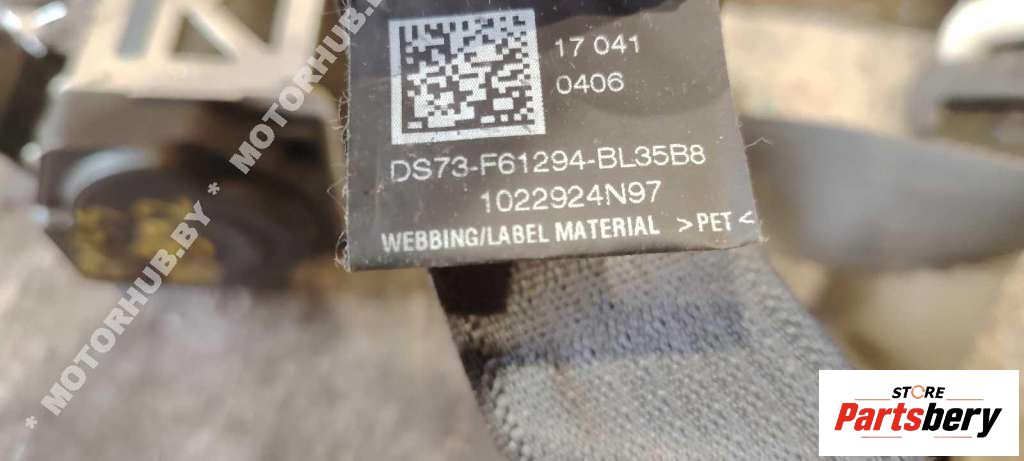 17 041
0406
DS73-F61294-BL35B8
1022924N97
WEBBING/LABEL MATERIAL >PET<
* MOTORHUB.BY * MOTORHUB.BY
STORE
Partsbery